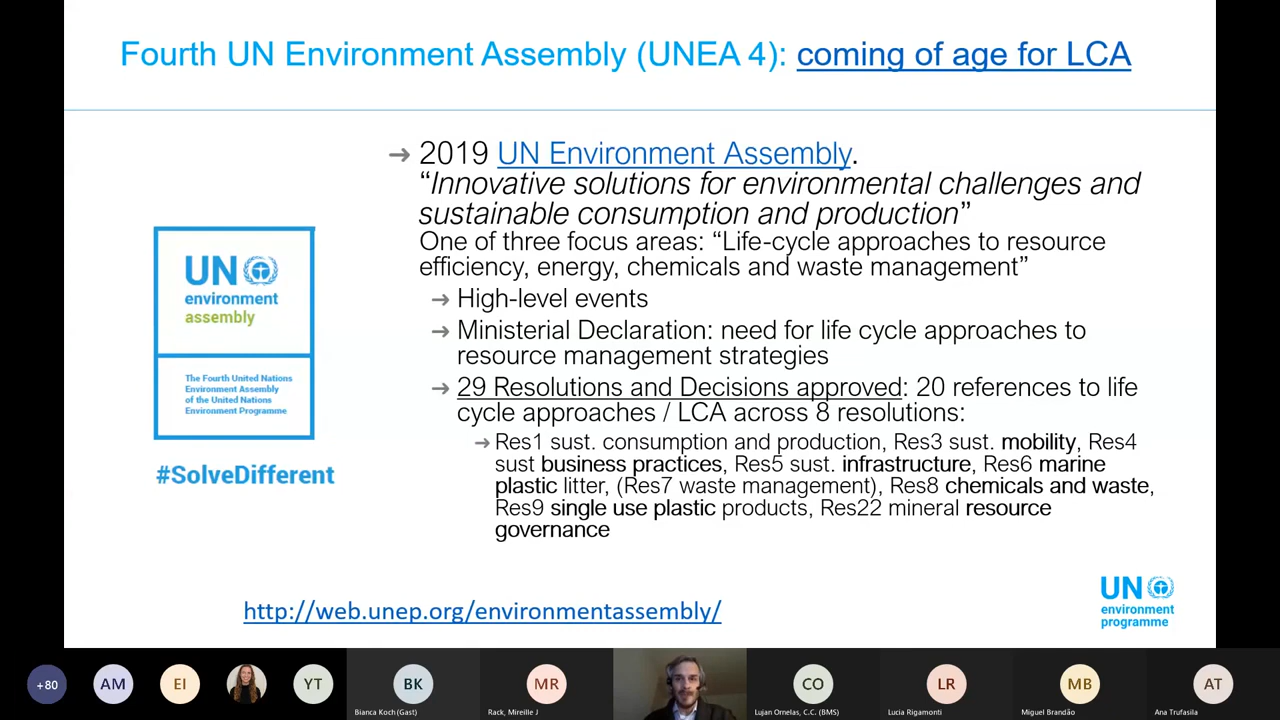 Fourth UN Environment Assembly (UNEA 4): coming of age for LCA
→ 2019 UN Environment Assembly.
“Innovative solutions for environmental challenges and
sustainable consumption and production”
One of three focus areas: “Life-cycle approaches to resource
efficiency, energy, chemicals and waste management”
→ High-level events
→ Ministerial Declaration: need for life cycle approaches to
resource management strategies
→ 29 Resolutions and Decisions approved: 20 references to life
cycle approaches / LCA across 8 resolutions:
→ Res1 sust. consumption and production, Res3 sust. mobility, Res4
sust business practices, Res5 sust. infrastructure, Res6 marine
plastic litter, (Res7 waste management), Res8 chemicals and waste,
Res9 single use plastic products, Res22 mineral resource
governance
UN
environment
assembly
The Fourth United Nations
Environment Assembly
of the United Nations
Environment Programme
#SolveDifferent
http://web.unep.org/environmentassembly/
UN
environment
programme
+80
AM
EI
YT
BK
Bianca Koch (Gast)
MR
Rack, Mireille J
CO
Lujan Ornelas, C.C. (BMS)
LR
Lucia Rigamonti
MB
Miguel Brandão
AT
Ana Trufasila